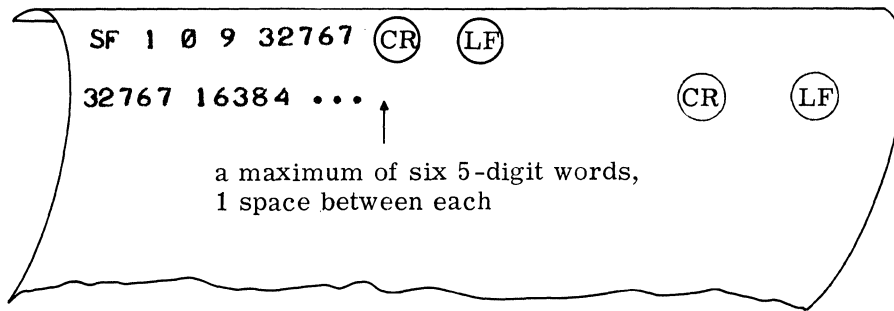 SF 1 0 9 32767 CR LF
32767 16384 ••• CR LF
a maximum of six 5-digit words,
1 space between each